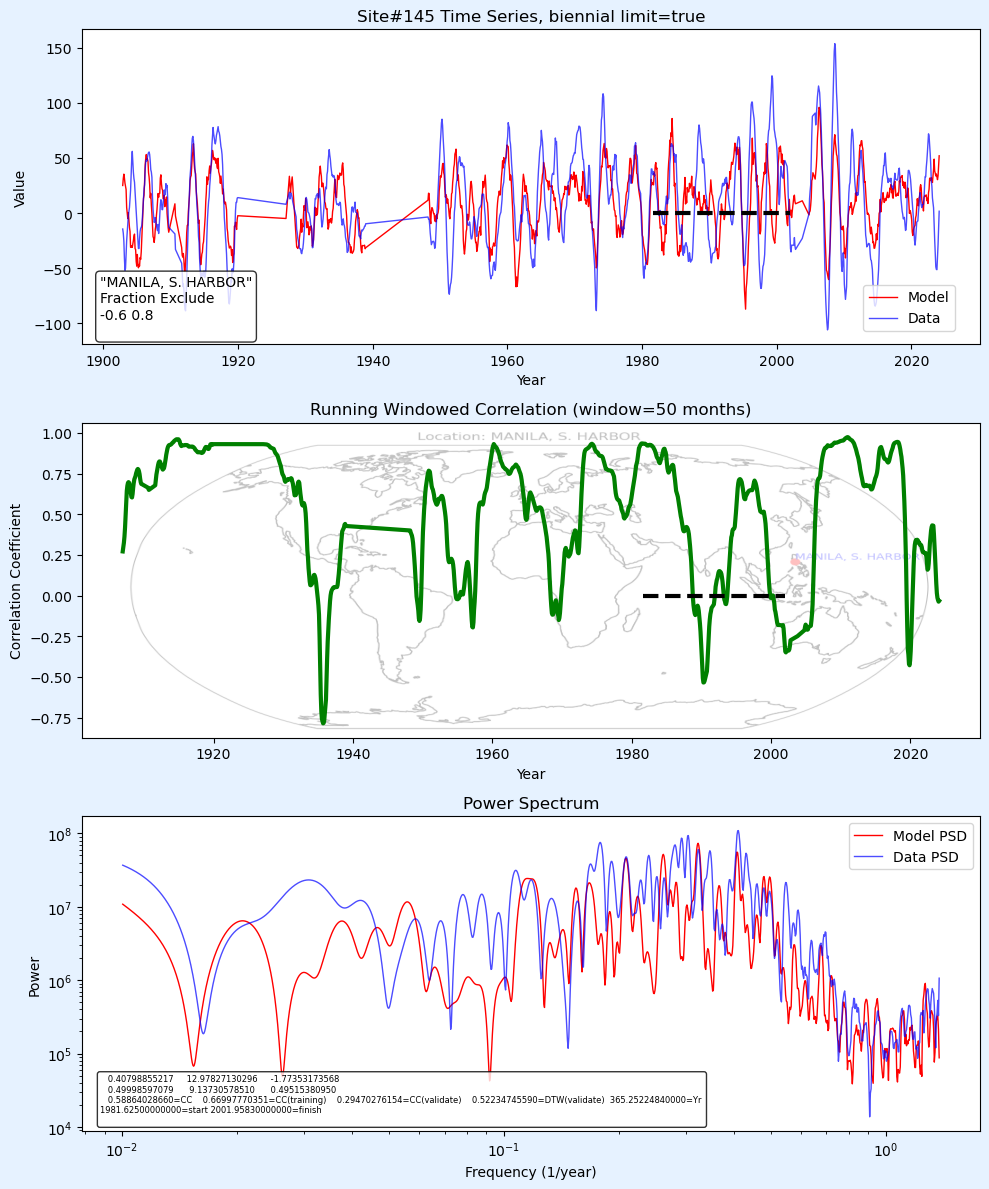 Site#145 Time Series, biennial limit=true
150
100
50
0
−50
−100
Value
"MANILA, S. HARBOR"
Fraction Exclude
-0.6 0.8
Model
Data
1900 1920 1940 1960 1980 2000 2020
Year
Running Windowed Correlation (window=50 months)
Location: MANILA, S. HARBOR
MANILA, S. HARBOR
1.00
0.75
0.50
0.25
0.00
−0.25
−0.50
−0.75
Correlation Coefficient
1920 1940 1960 1980 2000 2020
Year
Power Spectrum
Model PSD
Data PSD
10⁸
10⁷
10⁶
10⁵
10⁴
Power
0.40798855217 12.97827130296 -1.77353173568
0.49998597079 9.13730578510 0.49515380950
0.58864028660=CC 0.66997770351=CC(training) 0.29470276154=CC(validate) 0.52234745590=DTW(validate) 365.25224840000=Yr
1981.62500000000=start 2001.95830000000=finish
10⁻² 10⁻¹ 10⁰
Frequency (1/year)